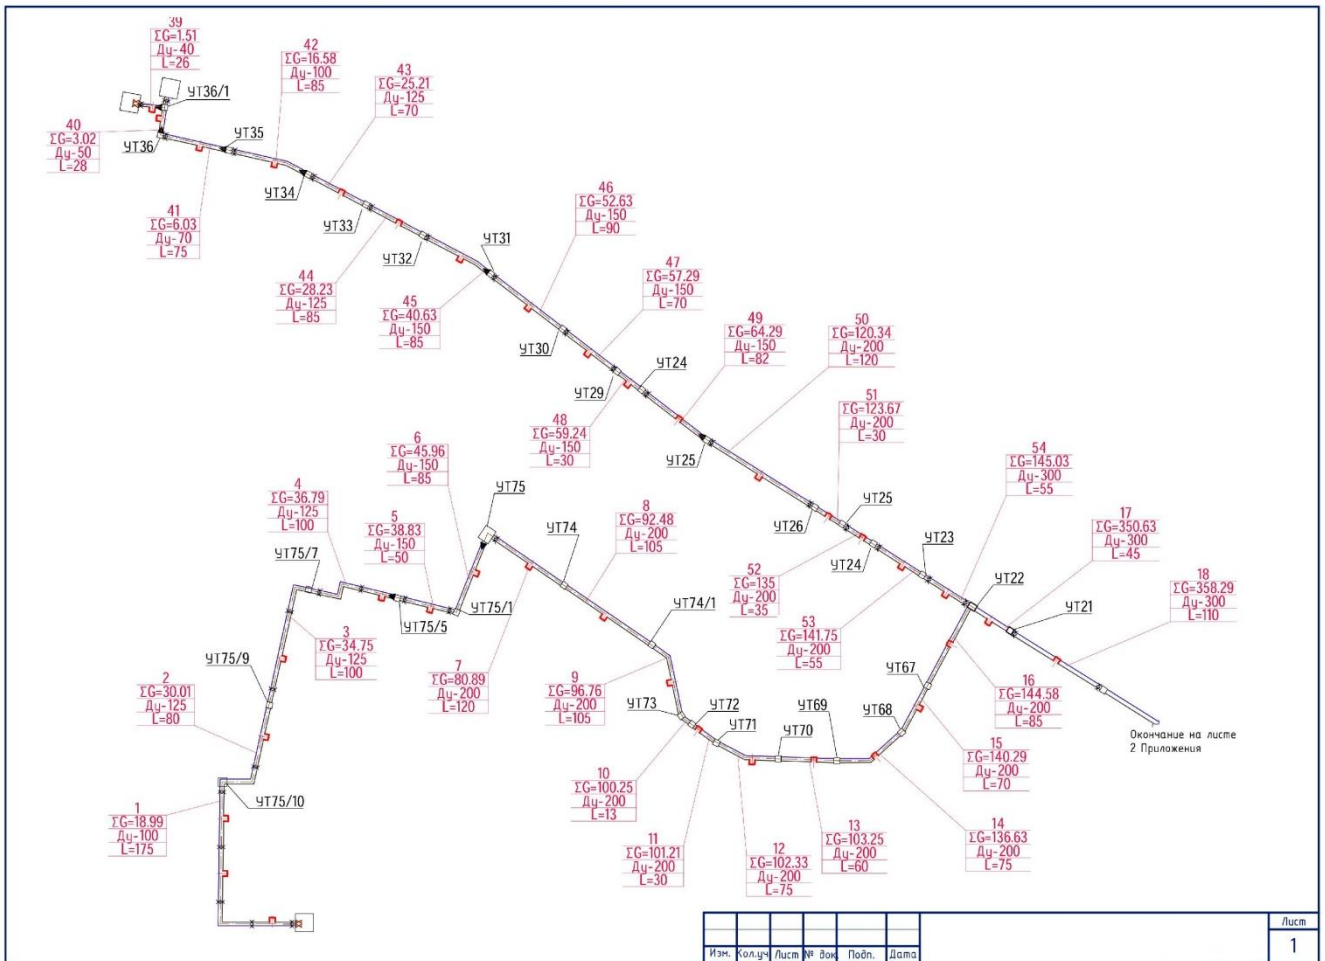 39
ΣG=1.51
Ду-40
L=26
УТ36/1
40
ΣG=3.02
Ду-50
L=28
УТ36
УТ35
42
ΣG=16.58
Ду-100
L=85
43
ΣG=25.21
Ду-125
L=70
41
ΣG=6.03
Ду-70
L=75
УТ34
УТ33
УТ32
УТ31
44
ΣG=28.23
Ду-125
L=85
45
ΣG=40.63
Ду-150
L=85
46
ΣG=52.63
Ду-150
L=90
47
ΣG=57.29
Ду-150
L=70
УТ30
УТ29
УТ24
48
ΣG=59.24
Ду-150
L=30
49
ΣG=64.29
Ду-150
L=82
50
ΣG=120.34
Ду-200
L=120
УТ25
51
ΣG=123.67
Ду-200
L=30
УТ26
УТ25
УТ24
52
ΣG=135
Ду-200
L=35
УТ23
53
ΣG=141.75
Ду-200
L=55
54
ΣG=145.03
Ду-300
L=55
УТ22
17
ΣG=350.63
Ду-300
L=45
УТ21
18
ΣG=358.29
Ду-300
L=110
Окончание на листе
2 Приложения
6
ΣG=45.96
Ду-150
L=85
4
ΣG=36.79
Ду-125
L=100
5
ΣG=38.83
Ду-150
L=50
УТ75
УТ74
8
ΣG=92.48
Ду-200
L=105
УТ75/7
УТ75/5
УТ75/1
УТ74/1
3
ΣG=34.75
Ду-125
L=100
УТ75/9
2
ΣG=30.01
Ду-125
L=80
7
ΣG=80.89
Ду-200
L=120
9
ΣG=96.76
Ду-200
L=105
УТ73
УТ72
УТ71
УТ70
УТ69
УТ68
УТ67
16
ΣG=144.58
Ду-200
L=85
15
ΣG=140.29
Ду-200
L=70
УТ75/10
1
ΣG=18.99
Ду-100
L=175
10
ΣG=100.25
Ду-200
L=13
11
ΣG=101.21
Ду-200
L=30
12
ΣG=102.33
Ду-200
L=75
13
ΣG=103.25
Ду-200
L=60
14
ΣG=136.63
Ду-200
L=75
Изм. Кол.уч Лист № док Подп. Дата
Лист
1